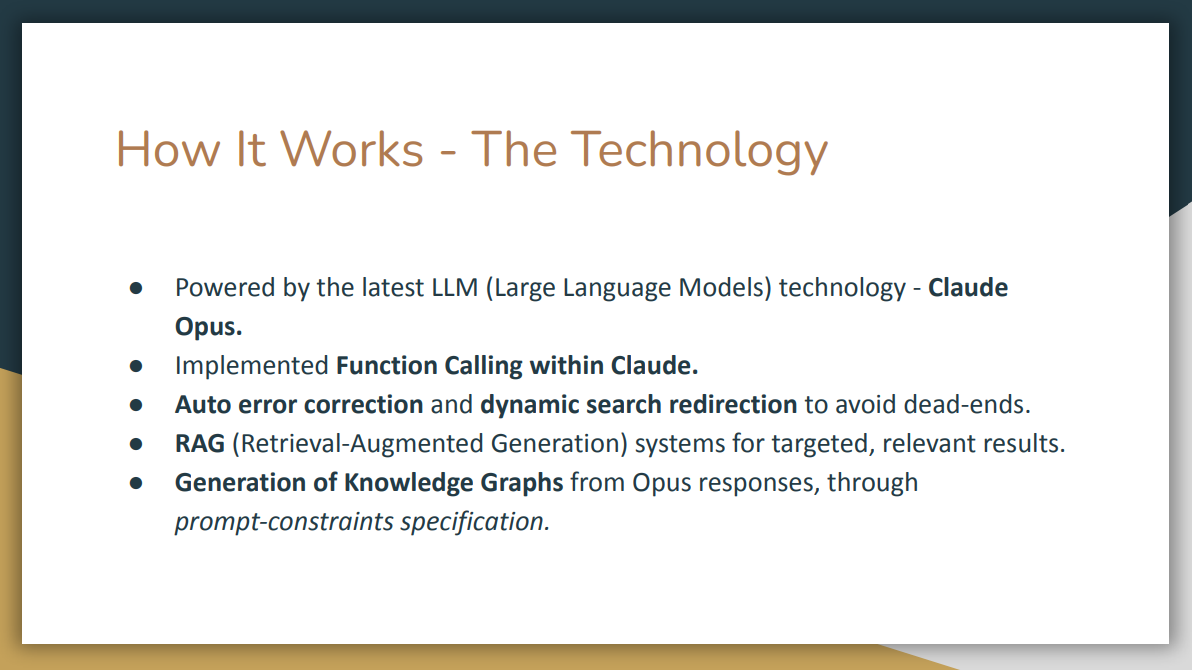 How It Works - The Technology
● Powered by the latest LLM (Large Language Models) technology - Claude
Opus.
● Implemented Function Calling within Claude.
● Auto error correction and dynamic search redirection to avoid dead-ends.
● RAG (Retrieval-Augmented Generation) systems for targeted, relevant results.
● Generation of Knowledge Graphs from Opus responses, through
prompt-constraints specification.